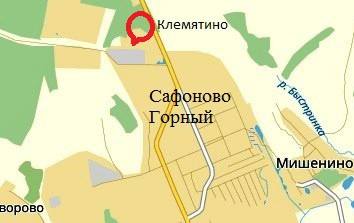 Клемятино
Сафоново
Горный
р. Быстринка
Мишенино
ворово